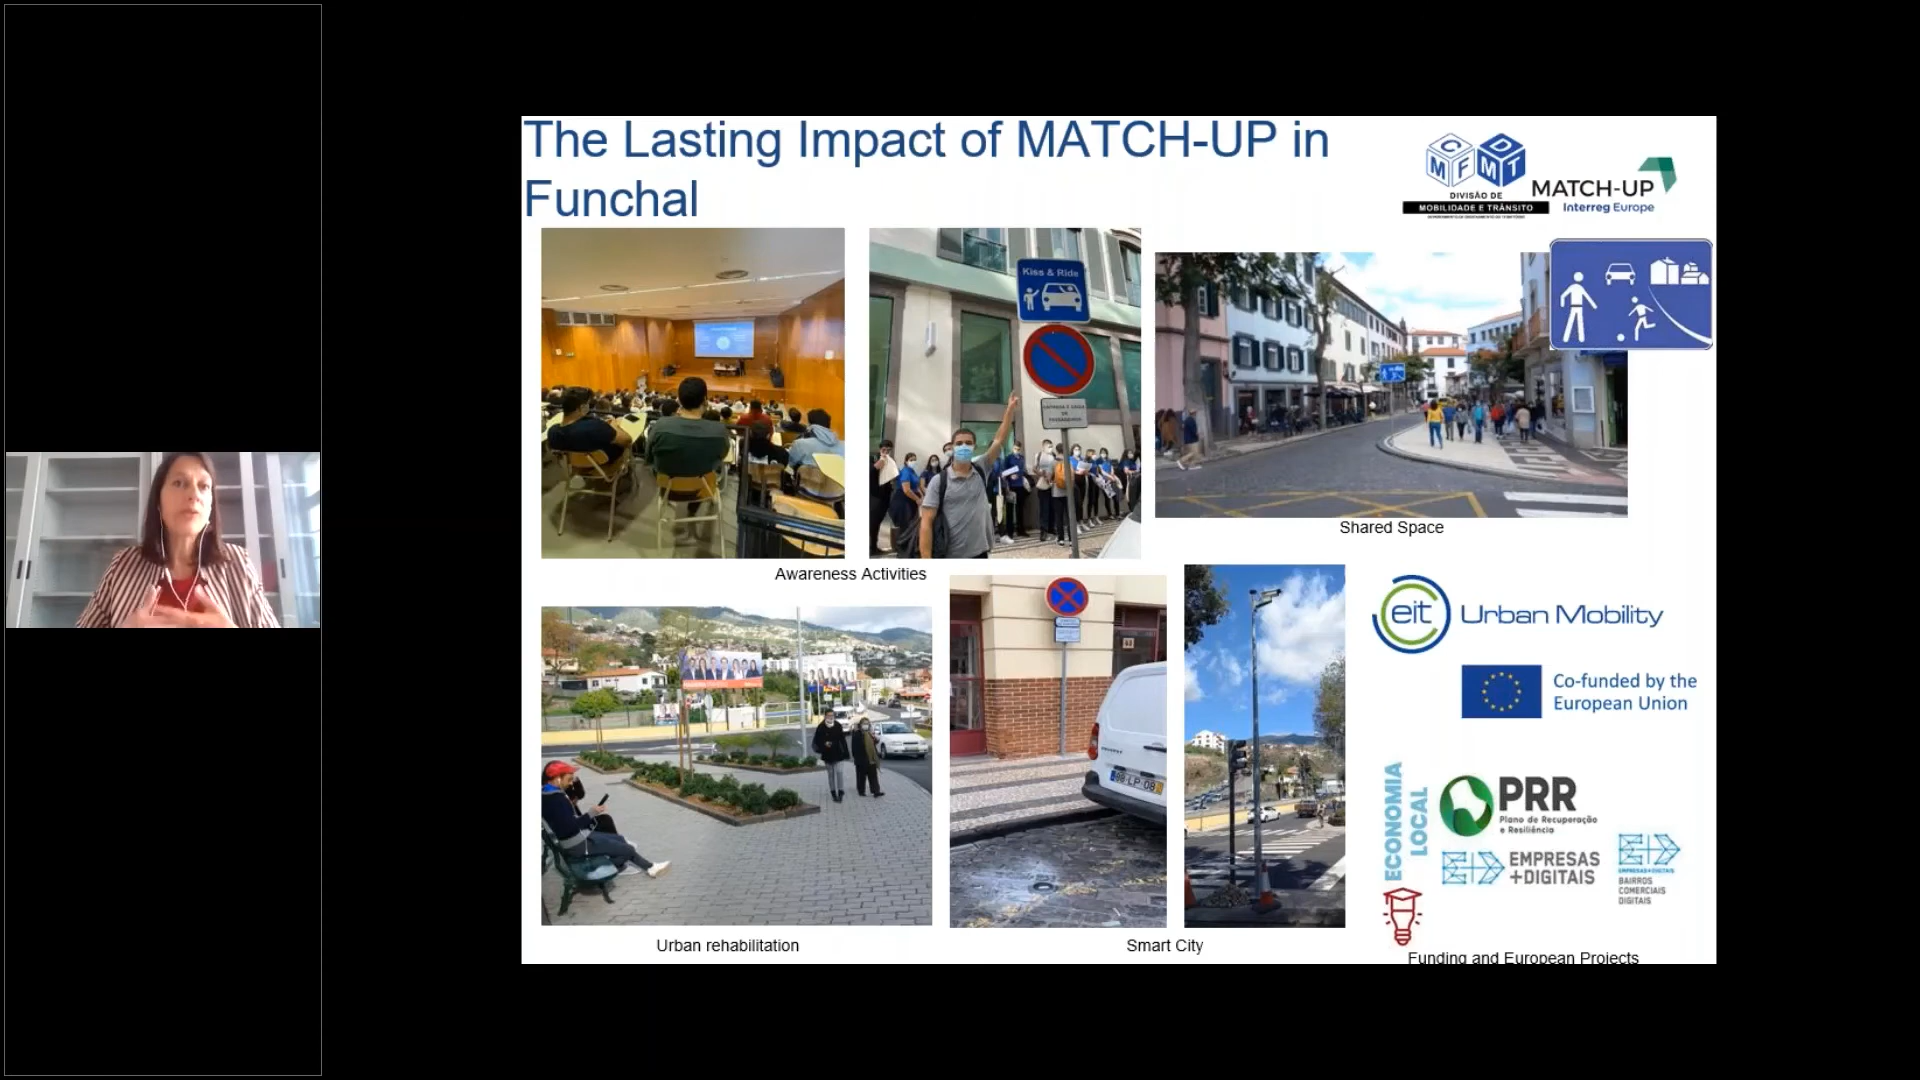 The Lasting Impact of MATCH-UP in
Funchal
C
M F
D
M T
DIVISÃO DE
MOBILIDADE E TRÂNSITO
MATCH-UP
Interreg Europe
Kiss & Ride
Shared Space
Awareness Activities
eit Urban Mobility
Co-funded by the
European Union
ECONOMIA
LOCAL
PRR
Plano de Recuperação
e Resiliência
EMPRESAS
+DIGITAIS
EMPRESAS+DIGITAIS
BAIRROS
COMERCIAIS
DIGITAIS
Urban rehabilitation
Smart City
Funding and European Projects